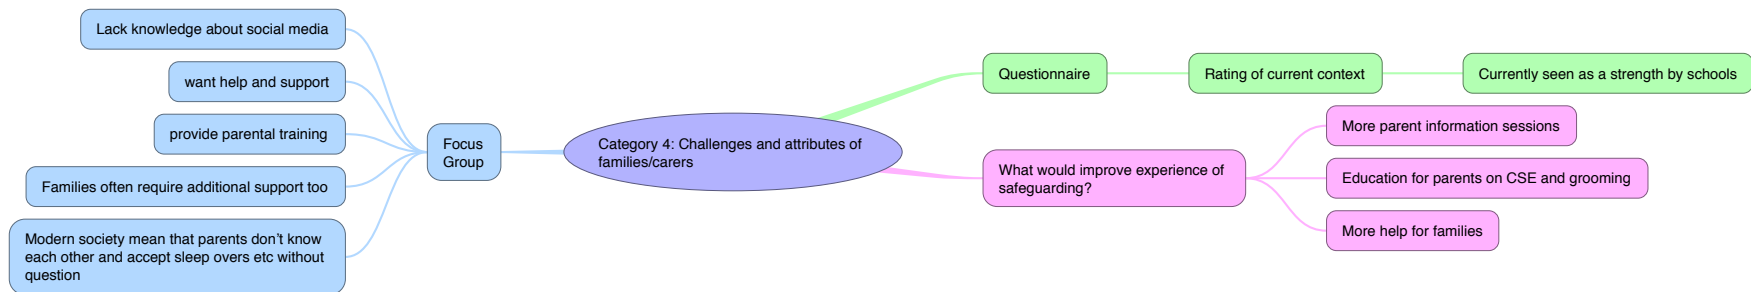 Lack knowledge about social media
want help and support
provide parental training
Families often require additional support too
Modern society mean that parents don't know
each other and accept sleep overs etc without
question
Focus
Group
Category 4: Challenges and attributes of
families/carers
Questionnaire
Rating of current context
Currently seen as a strength by schools
What would improve experience of
safeguarding?
More parent information sessions
Education for parents on CSE and grooming
More help for families